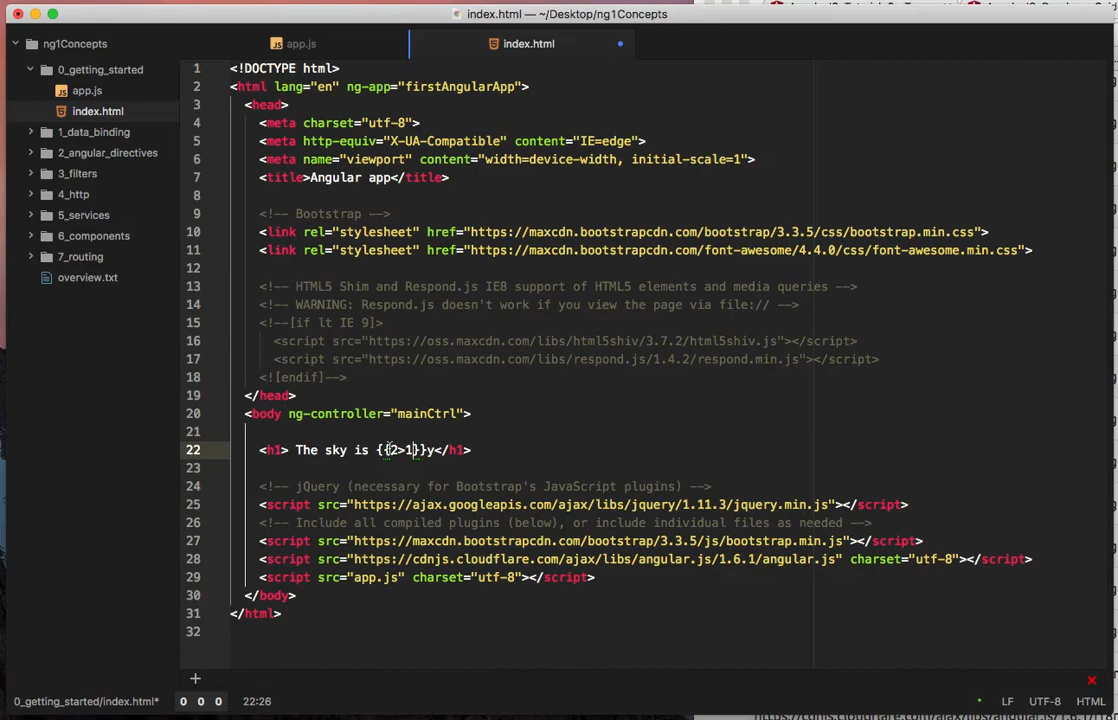 index.html — ~/Desktop/ng1Concepts
ng1Concepts
0_getting_started
app.js
index.html
1_data_binding
2_angular_directives
3_filters
4_http
5_services
6_components
7_routing
overview.txt
app.js
index.html
1 <!DOCTYPE html>
2 <html lang="en" ng-app="firstAngularApp">
3 <head>
4 <meta charset="utf-8">
5 <meta http-equiv="X-UA-Compatible" content="IE=edge">
6 <meta name="viewport" content="width=device-width, initial-scale=1">
7 <title>Angular app</title>
8
9 <!-- Bootstrap -->
10 <link rel="stylesheet" href="https://maxcdn.bootstrapcdn.com/bootstrap/3.3.5/css/bootstrap.min.css">
11 <link rel="stylesheet" href="https://maxcdn.bootstrapcdn.com/font-awesome/4.4.0/css/font-awesome.min.css">
12
13 <!-- HTML5 Shim and Respond.js IE8 support of HTML5 elements and media queries -->
14 <!-- WARNING: Respond.js doesn't work if you view the page via file:// -->
15 <!--[if lt IE 9]>
16 <script src="https://oss.maxcdn.com/libs/html5shiv/3.7.2/html5shiv.js"></script>
17 <script src="https://oss.maxcdn.com/libs/respond.js/1.4.2/respond.min.js"></script>
18 <![endif]-->
19 </head>
20 <body ng-controller="mainCtrl">
21
22 <h1> The sky is {{2>1}}y</h1>
23
24 <!-- jQuery (necessary for Bootstrap's JavaScript plugins) -->
25 <script src="https://ajax.googleapis.com/ajax/libs/jquery/1.11.3/jquery.min.js"></script>
26 <!-- Include all compiled plugins (below), or include individual files as needed -->
27 <script src="https://maxcdn.bootstrapcdn.com/bootstrap/3.3.5/js/bootstrap.min.js"></script>
28 <script src="https://cdnjs.cloudflare.com/ajax/libs/angular.js/1.6.1/angular.js" charset="utf-8"></script>
29 <script src="app.js" charset="utf-8"></script>
30 </body>
31 </html>
32
0_getting_started/index.html* 0 0 0 22:26 LF UTF-8 HTML